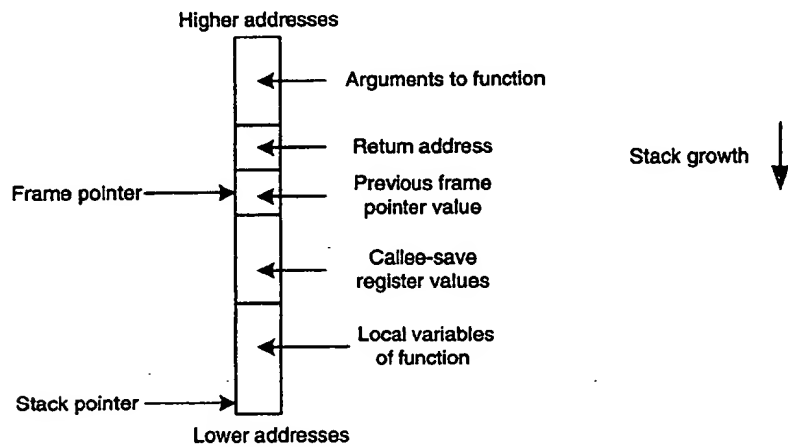 Higher addresses
Arguments to function
Return address
Stack growth
Frame pointer
Previous frame
pointer value
Callee-save
register values
Local variables
of function
Stack pointer
Lower addresses